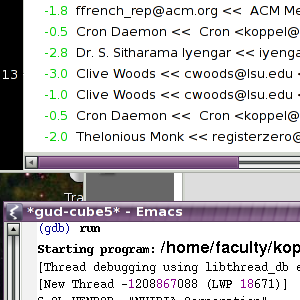 -1.8 ffrench_rep@acm.org << ACM Me
-0.5 Cron Daemon << Cron <koppel@
-2.8 Dr. S. Sitharama Iyengar << iyenga
13 -3.0 Clive Woods << cwoods@lsu.edu <
-1.0 Clive Woods << cwoods@lsu.edu <
-0.5 Cron Daemon << Cron <koppel@
-2.0 Thelonious Monk << registerzero@
Tra
*gud-cube5* - Emacs
(gdb) run
Starting program: /home/faculty/kop
[Thread debugging using libthread_db e
[New Thread -1208867088 (LWP 18671)]